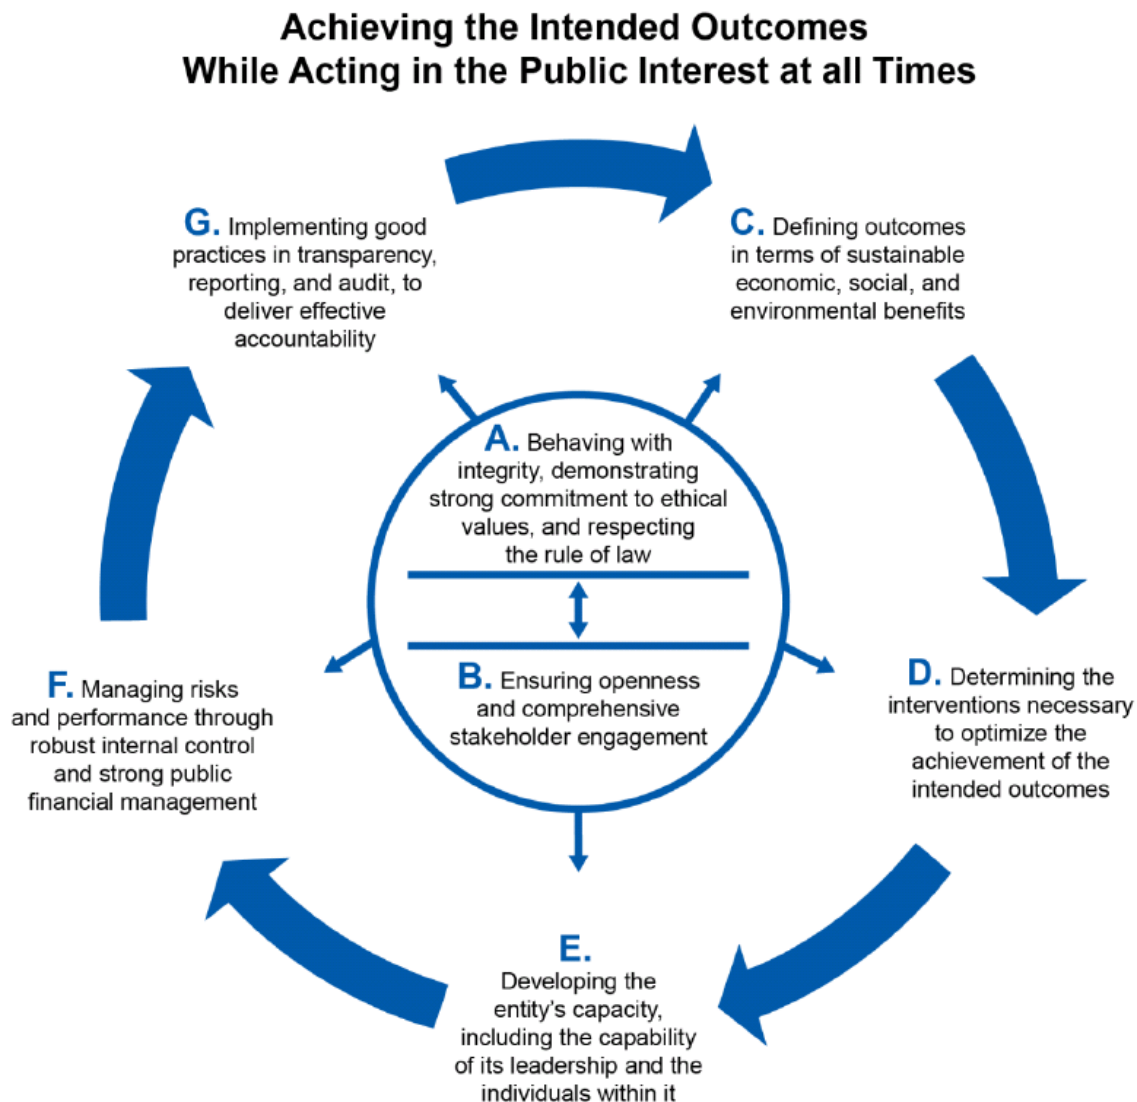 Achieving the Intended Outcomes
While Acting in the Public Interest at all Times
G. Implementing good
practices in transparency,
reporting, and audit, to
deliver effective
accountability
C. Defining outcomes
in terms of sustainable
economic, social, and
environmental benefits
A. Behaving with
integrity, demonstrating
strong commitment to ethical
values, and respecting
the rule of law
B. Ensuring openness
and comprehensive
stakeholder engagement
F. Managing risks
and performance through
robust internal control
and strong public
financial management
D. Determining the
interventions necessary
to optimize the
achievement of the
intended outcomes
E.
Developing the
entity's capacity,
including the capability
of its leadership and the
individuals within it